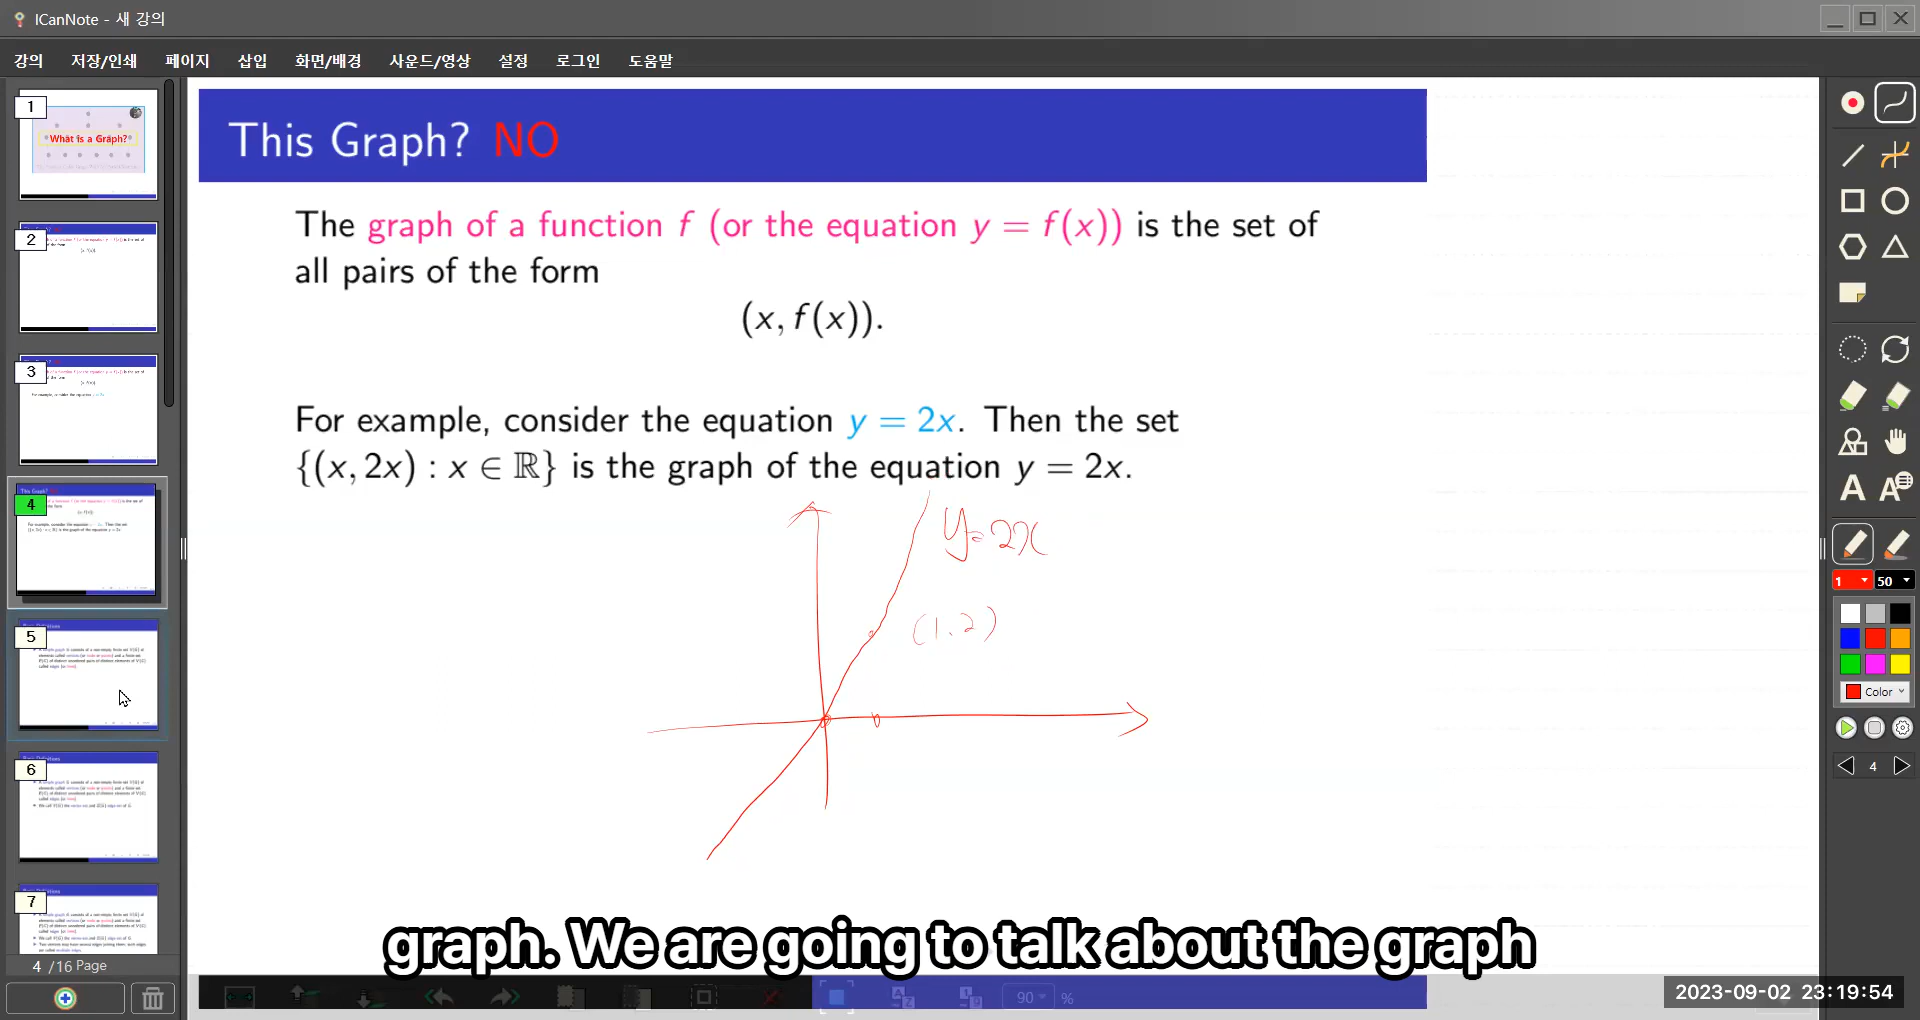 ICanNote - 새 강의
강의 저장/인쇄 페이지 삽입 화면/배경 사운드/영상 설정 로그인 도움말
1
What is a Graph?
2
3
4
5
6
7
4 /16 Page
This Graph? NO
The graph of a function f (or the equation y = f(x)) is the set of
all pairs of the form
(x, f(x)).
For example, consider the equation y = 2x. Then the set
{(x, 2x) : x ∈ ℝ} is the graph of the equation y = 2x.
y=2x
(1.2)
graph. We are going to talk about the graph
90 %
A
A
1 50
Color
4
2023-09-02 23:19:54